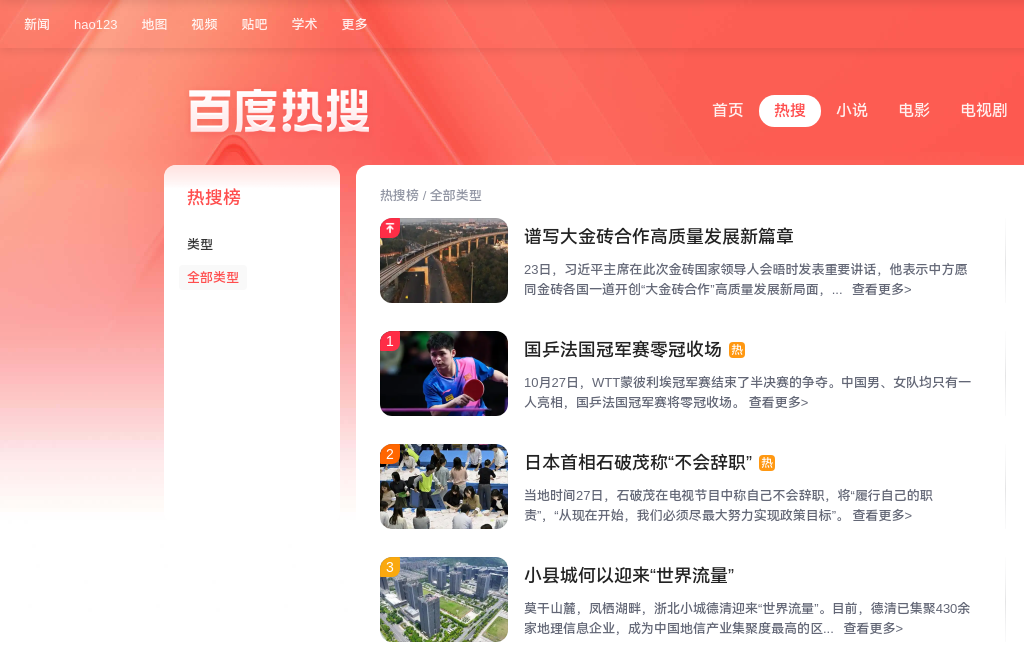 新闻 hao123 地图 视频 贴吧 学术 更多
百度热搜
首页 热搜 小说 电影 电视剧
热搜榜
类型
全部类型
热搜榜 / 全部类型
谱写大金砖合作高质量发展新篇章
23日，习近平主席在此次金砖国家领导人会晤时发表重要讲话，他表示中方愿
同金砖各国一道开创“大金砖合作”高质量发展新局面，... 查看更多>
1
国乒法国冠军赛零冠收场 热
10月27日，WTT蒙彼利埃冠军赛结束了半决赛的争夺。中国男、女队均只有一
人亮相，国乒法国冠军赛将零冠收场。 查看更多>
2
日本首相石破茂称“不会辞职” 热
当地时间27日，石破茂在电视节目中称自己不会辞职，将“履行自己的职
责”，“从现在开始，我们必须尽最大努力实现政策目标”。 查看更多>
3
小县城何以迎来“世界流量”
莫干山麓，凤栖湖畔，浙北小城德清迎来“世界流量”。目前，德清已集聚430余
家地理信息企业，成为中国地信产业集聚度最高的区... 查看更多>